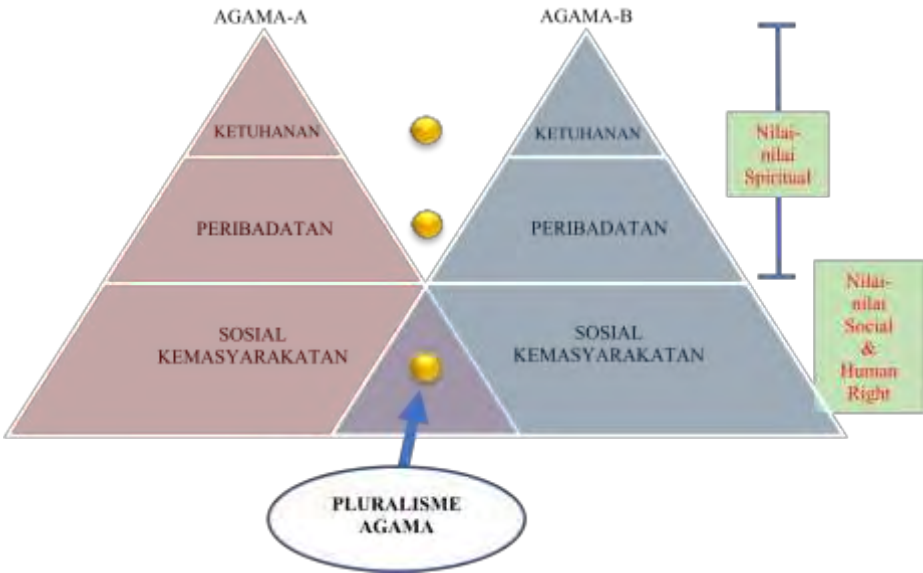 AGAMA-A
AGAMA-B
KETUHANAN
KETUHANAN
Nilai-
nilai
Spiritual
PERIBADATAN
PERIBADATAN
Nilai-
nilai
Social
&
Human
Right
SOSIAL
KEMASYARAKATAN
SOSIAL
KEMASYARAKATAN
PLURALISME
AGAMA